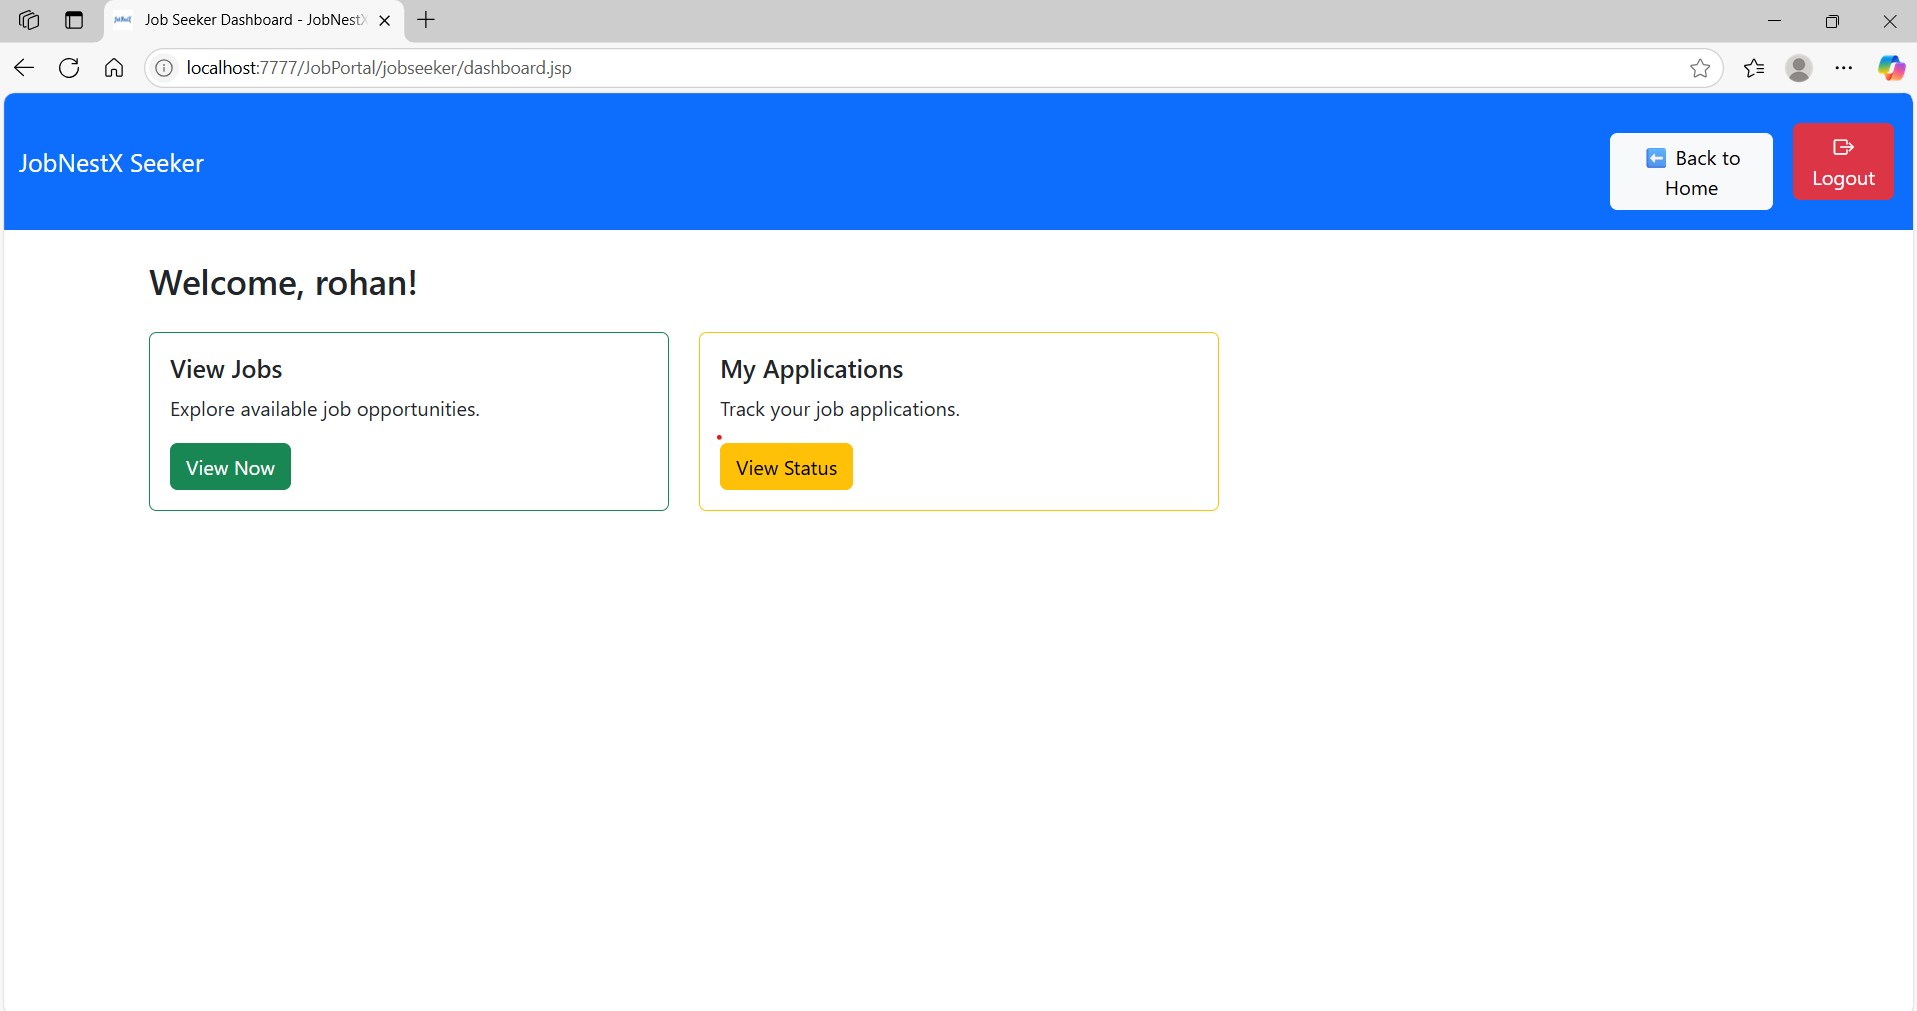 Job Seeker Dashboard - JobNestX
localhost:7777/JobPortal/jobseeker/dashboard.jsp
JobNestX Seeker
Back to
Home
Logout
Welcome, rohan!
View Jobs
Explore available job opportunities.
View Now
My Applications
Track your job applications.
View Status